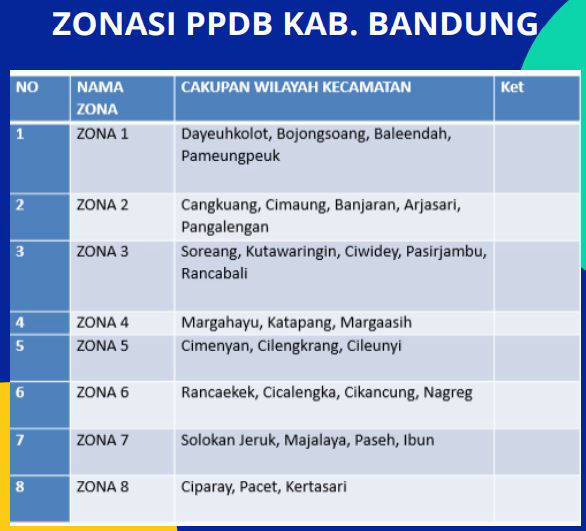 ZONASI PPDB KAB. BANDUNG
NO NAMA ZONA CAKUPAN WILAYAH KECAMATAN Ket
1 ZONA 1 Dayeuhkolot, Bojongsoang, Baleendah,
Pameungpeuk
2 ZONA 2 Cangkuang, Cimaung, Banjaran, Arjasari,
Pangalengan
3 ZONA 3 Soreang, Kutawaringin, Ciwidey, Pasirjambu,
Rancabali
4 ZONA 4 Margahayu, Katapang, Margaasih
5 ZONA 5 Cimenyan, Cilengkrang, Cileunyi
6 ZONA 6 Rancaekek, Cicalengka, Cikancung, Nagreg
7 ZONA 7 Solokan Jeruk, Majalaya, Paseh, Ibun
8 ZONA 8 Ciparay, Pacet, Kertasari